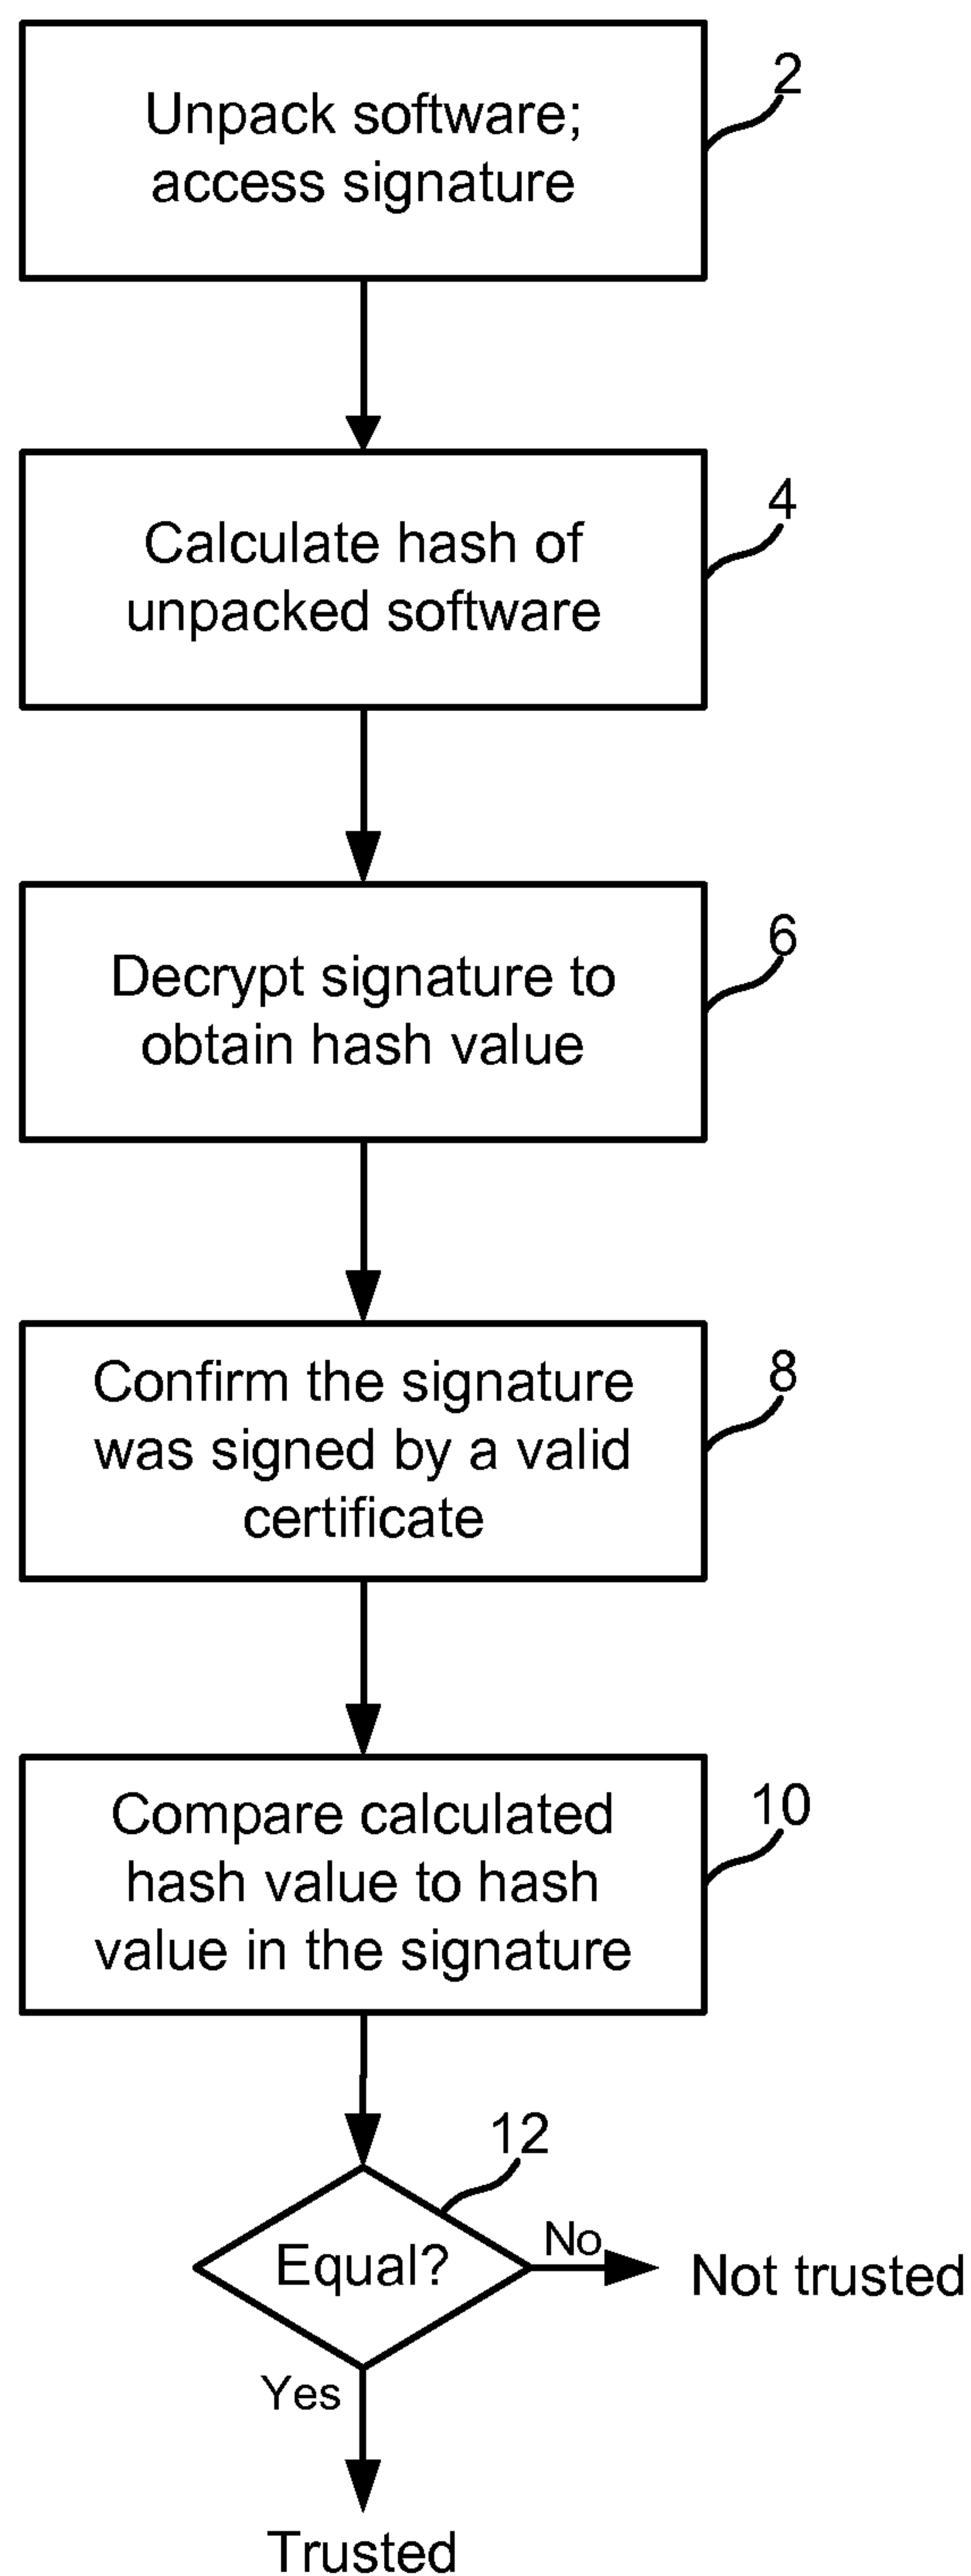 Unpack software;
access signature
2
Calculate hash of
unpacked software
4
Decrypt signature to
obtain hash value
6
Confirm the signature
was signed by a valid
certificate
8
Compare calculated
hash value to hash
value in the signature
10
12
Equal?
No
Not trusted
Yes
Trusted